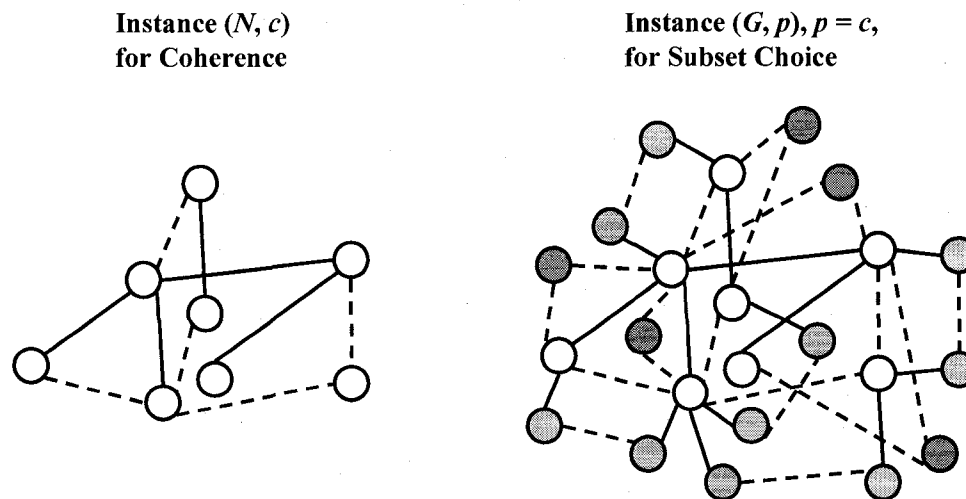 Instance (N, c)
for Coherence
Instance (G, p), p = c,
for Subset Choice